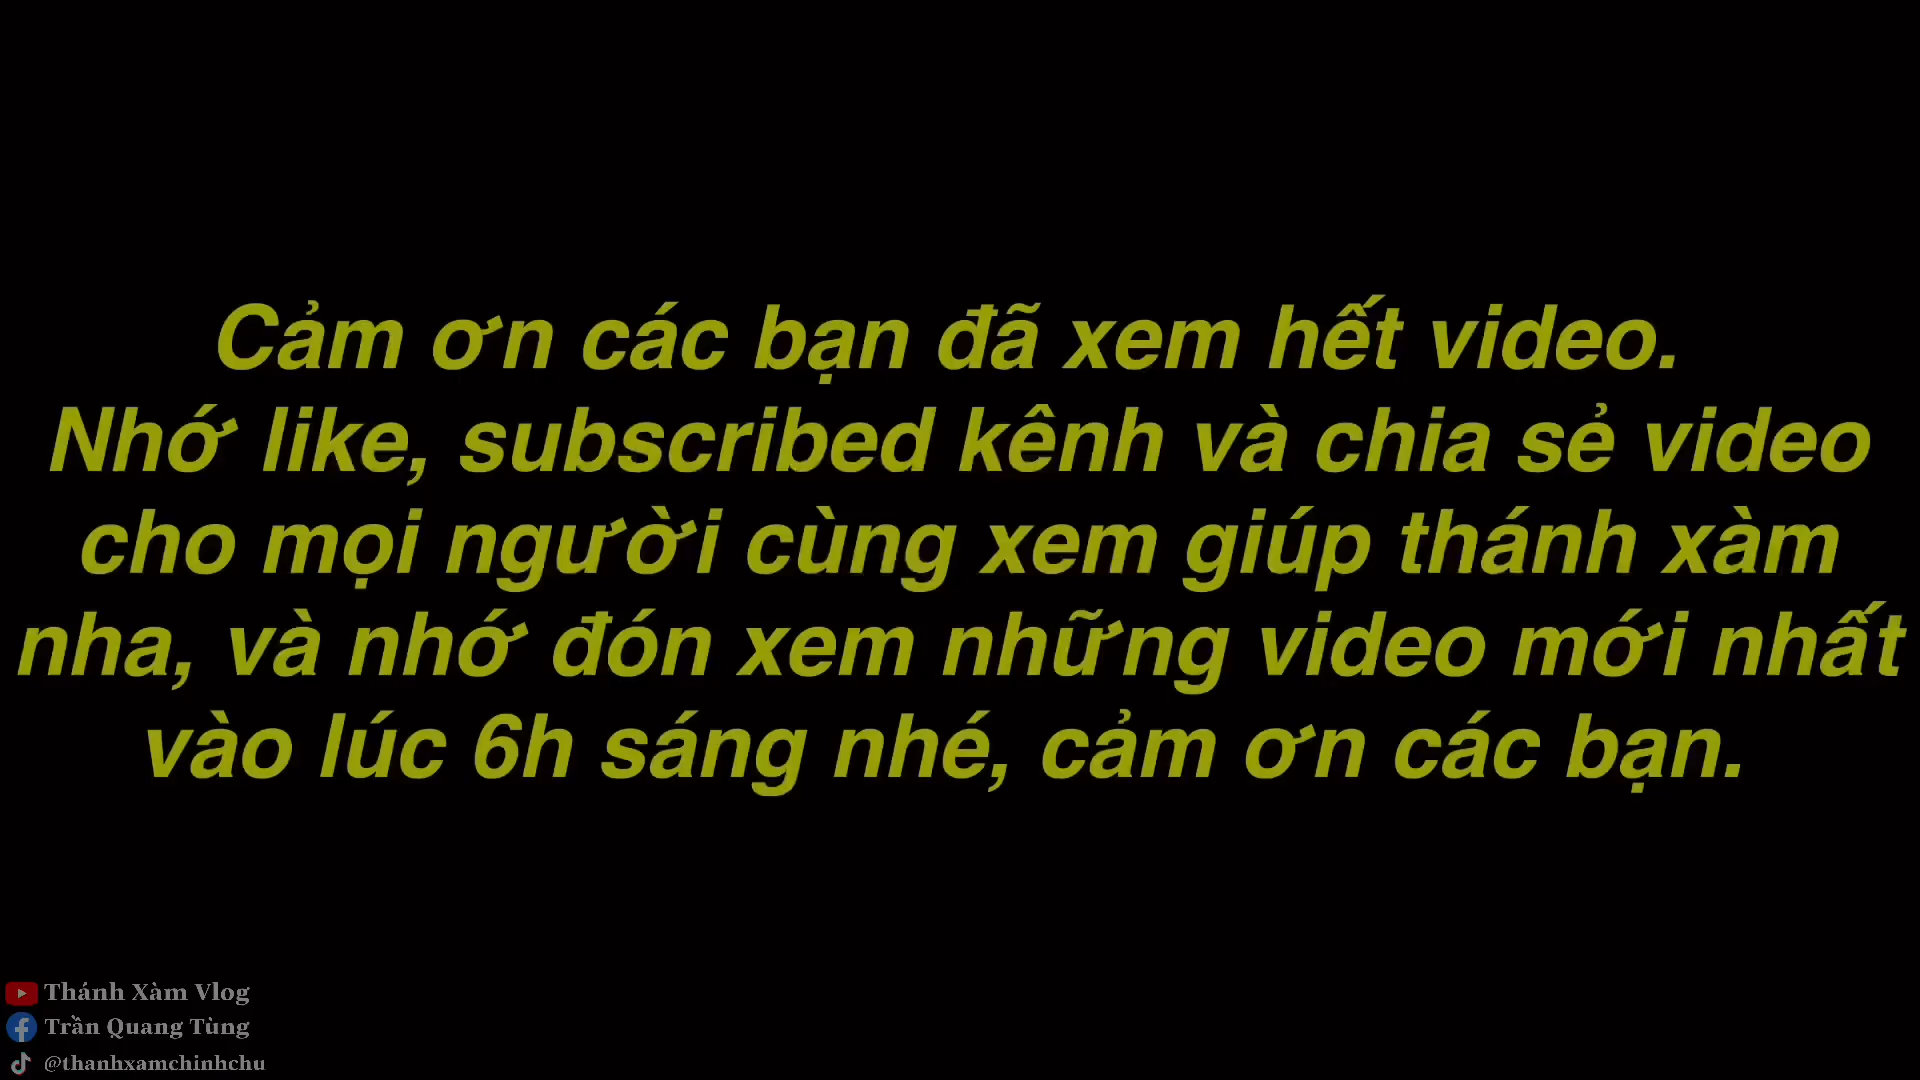 Cảm ơn các bạn đã xem hết video.
Nhớ like, subscribed kênh và chia sẻ video
cho mọi người cùng xem giúp thánh xàm
nha, và nhớ đón xem những video mới nhất
vào lúc 6h sáng nhé, cảm ơn các bạn.
Thánh Xàm Vlog
Trần Quang Tùng
@thanhxamchinhchu